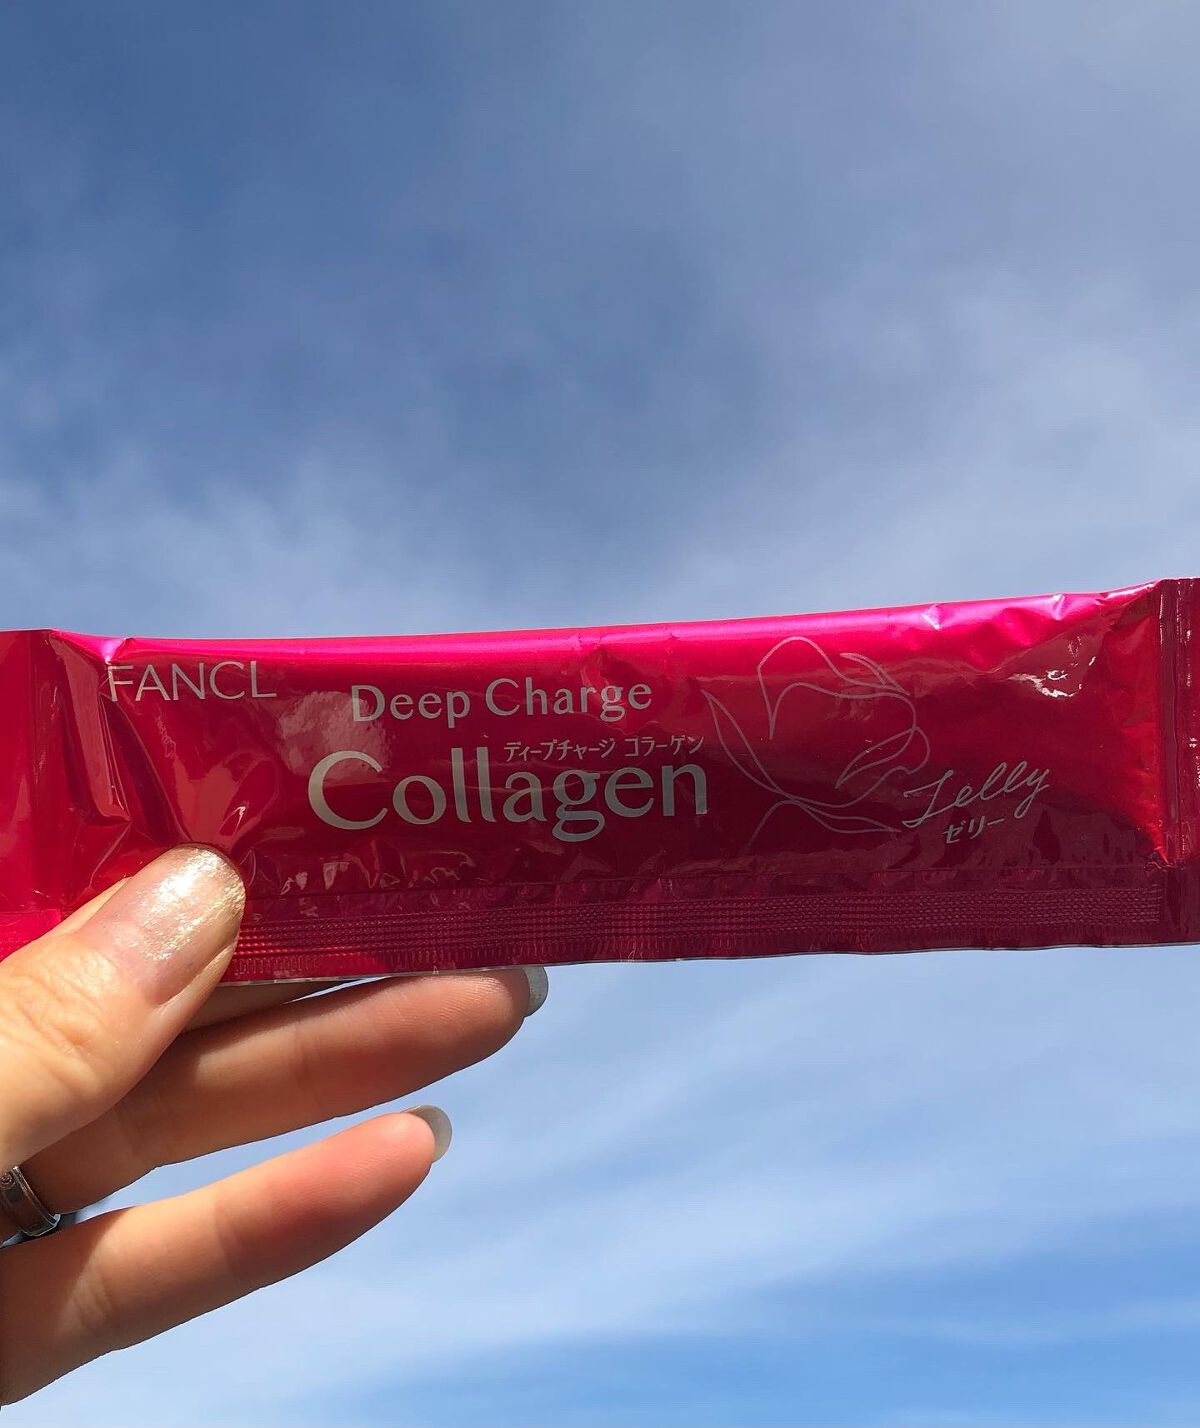 FANCL
Deep Charge
ディープチャージ コラーゲン
Collagen
Jelly
ゼリー